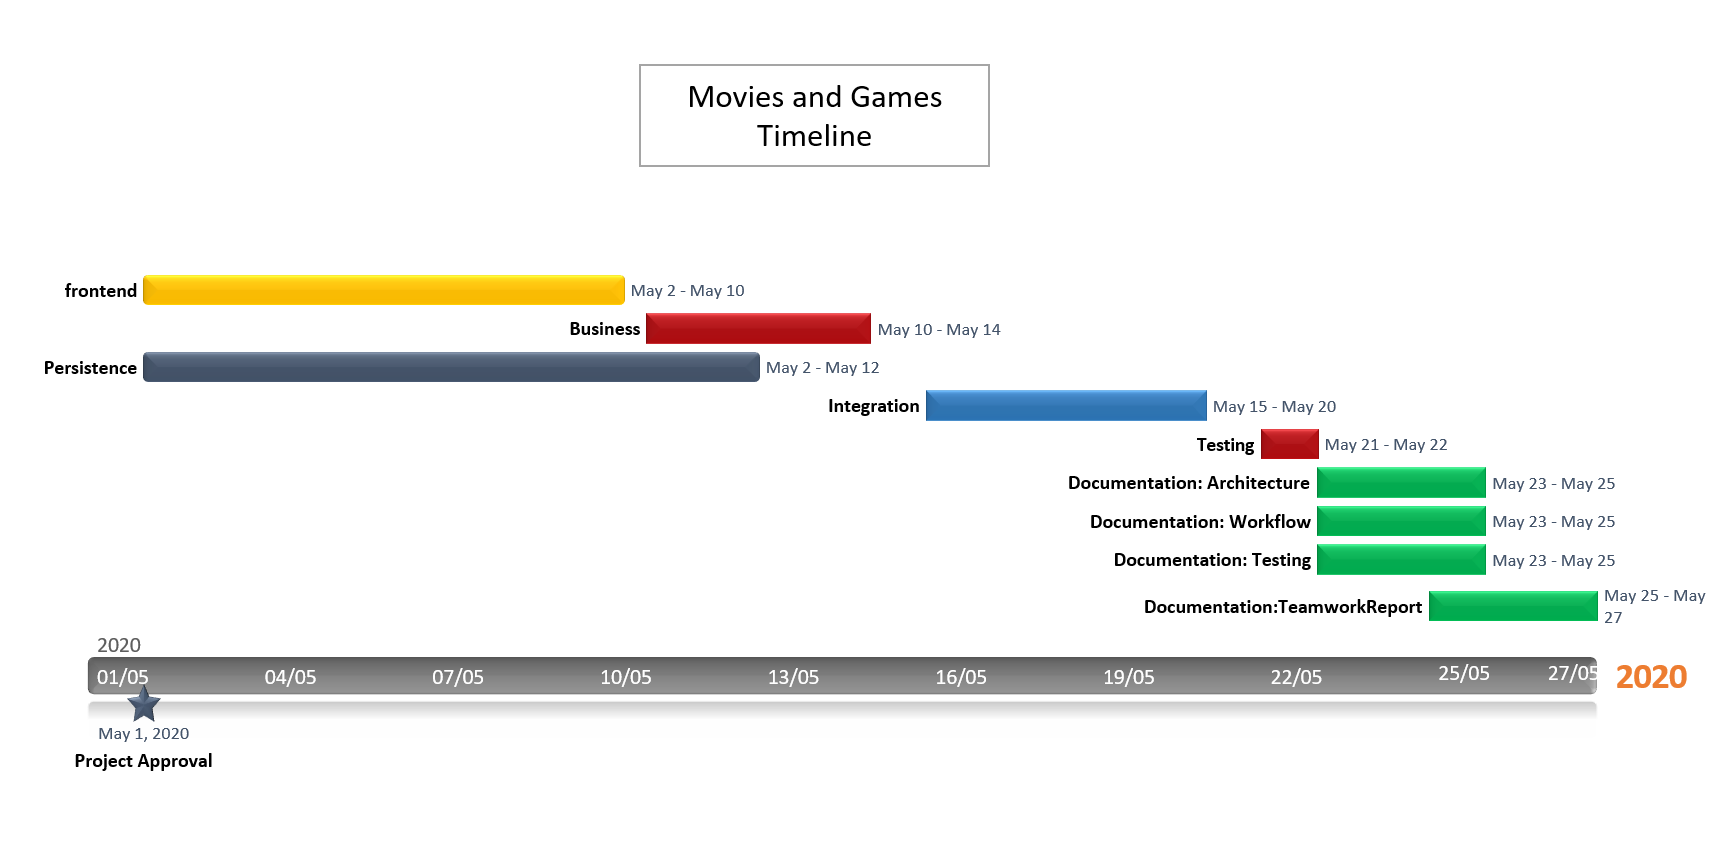 Movies and Games
Timeline
frontend
May 2 - May 10
Business
May 10 - May 14
Persistence
May 2 - May 12
Integration
May 15 - May 20
Testing
May 21 - May 22
Documentation: Architecture
May 23 - May 25
Documentation: Workflow
May 23 - May 25
Documentation: Testing
May 23 - May 25
Documentation:TeamworkReport
May 25 - May
27
2020
01/05 04/05 07/05 10/05 13/05 16/05 19/05 22/05 25/05 27/05
2020
May 1, 2020
Project Approval